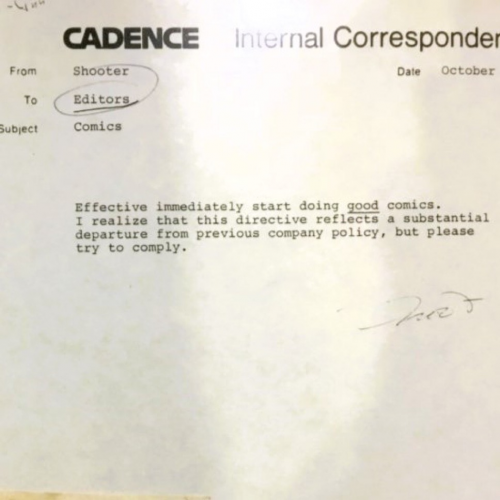 CADENCE Internal Corresponden
From Shooter Date October
To Editors
Subject Comics
Effective immediately start doing good comics.
I realize that this directive reflects a substantial
departure from previous company policy, but please
try to comply.